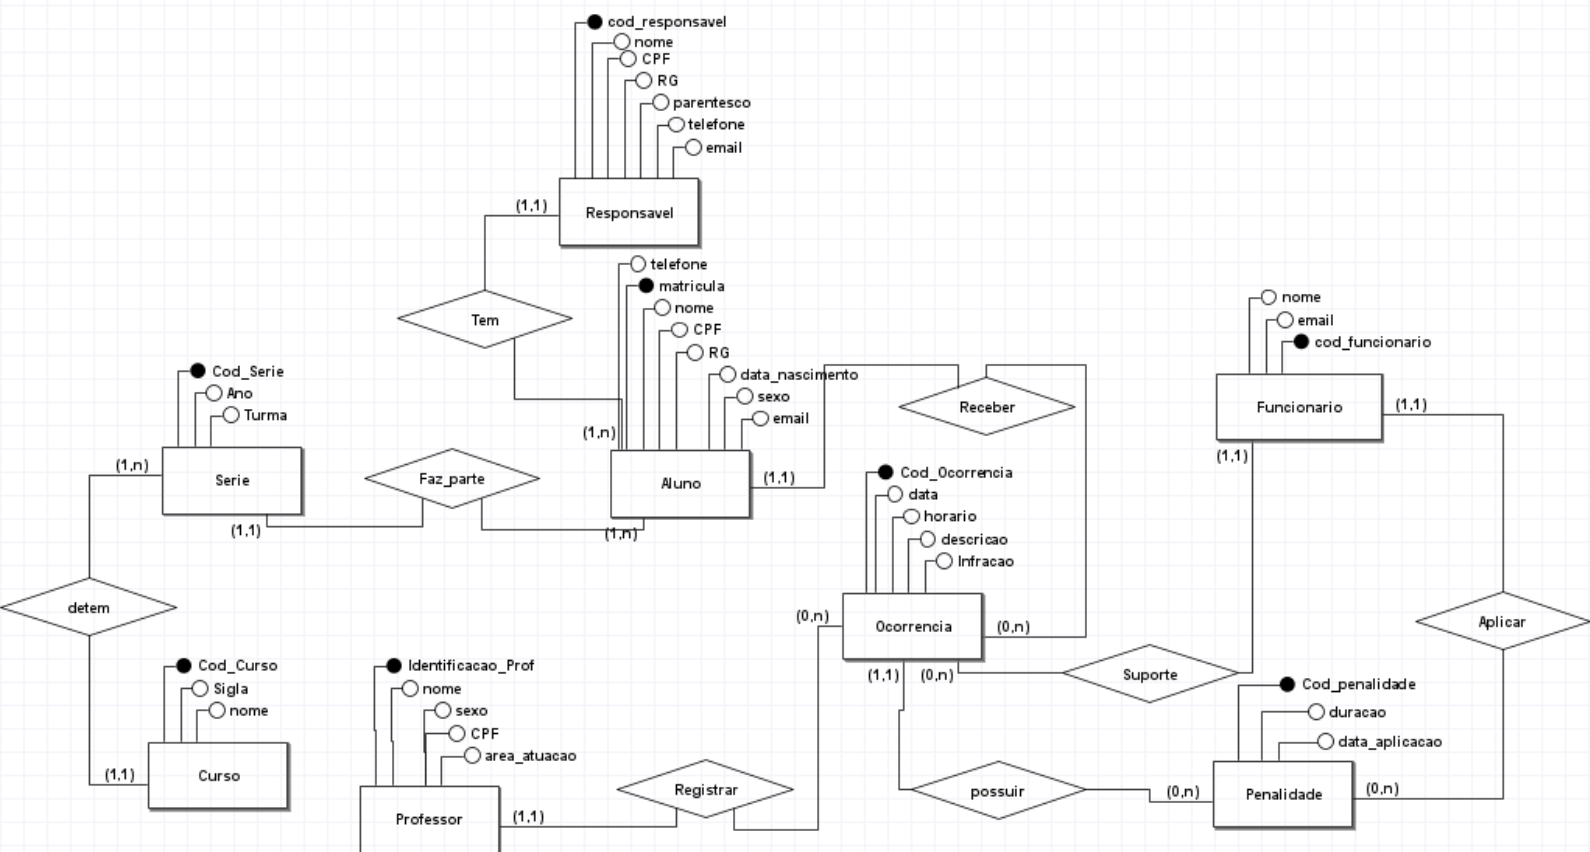 cod_responsavel
nome
CPF
RG
parentesco
telefone
email
(1,1)
Responsavel
Tem
telefone
matricula
nome
CPF
RG
data_nascimento
sexo
email
(1,n)
Aluno
(1,1)
(1,n)
Receber
nome
email
cod_funcionario
Funcionario
(1,1)
(1,1)
Cod_Serie
Ano
Turma
(1,n)
Serie
(1,1)
Faz_parte
Cod_Ocorrencia
data
horario
descricao
Infracao
(0,n)
Ocorrencia
(0,n)
(1,1)
(0,n)
Suporte
Aplicar
detem
Cod_Curso
Sigla
nome
(1,1)
Curso
Identificacao_Prof
nome
sexo
CPF
area_atuacao
Professor
(1,1)
Registrar
possuir
(0,n)
Cod_penalidade
duracao
data_aplicacao
Penalidade
(0,n)